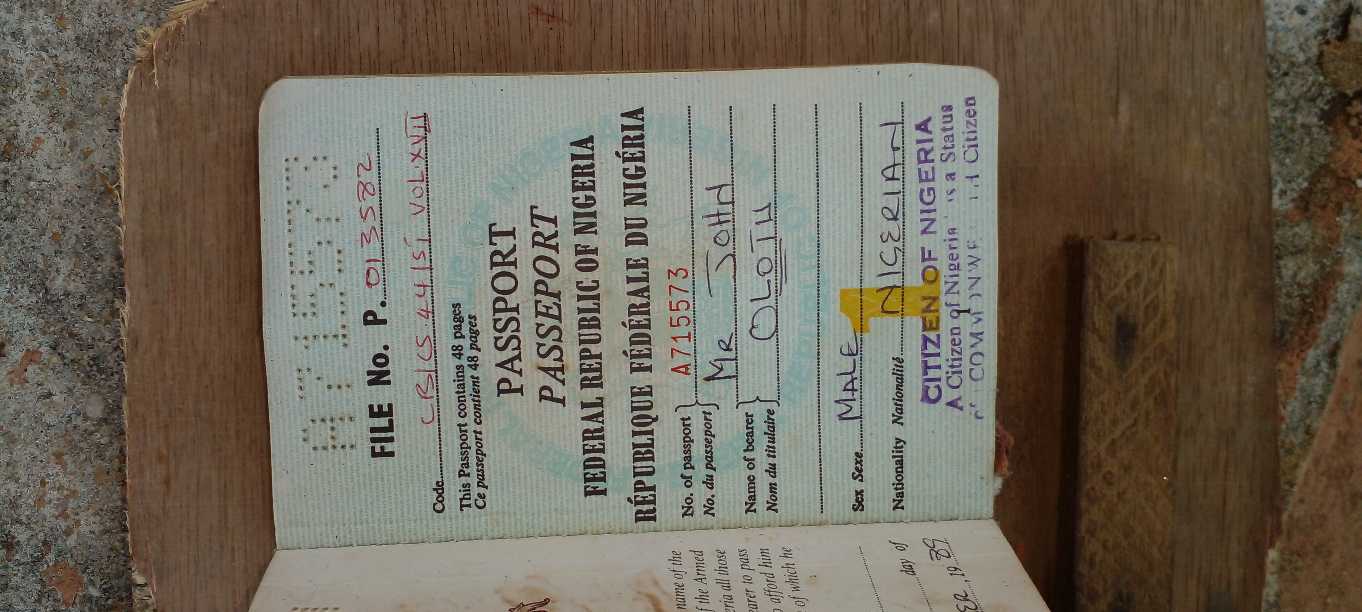 name of the
f the Armed
eria all those
earer to pass
o afford him
of which he
day of
ER, 19 89
A715573
FILE No. P. 013582
Code CB/CS.44/S1 VOL.XVII
This Passport contains 48 pages
Ce passeport contient 48 pages
PASSPORT
PASSEPORT
FEDERAL REPUBLIC OF NIGERIA
RÉPUBLIQUE FÉDÉRALE DU NIGÉRIA
No. of passport A715573
No. du passeport
MR JOHN
Name of bearer
Nom du titulaire OLOTU
Sex Sexe MALE
1
Nationality Nationalité NIGERIAN
CITIZEN OF NIGERIA
A Citizen of Nigeria is a Status
of COMMONWE Citizen
1